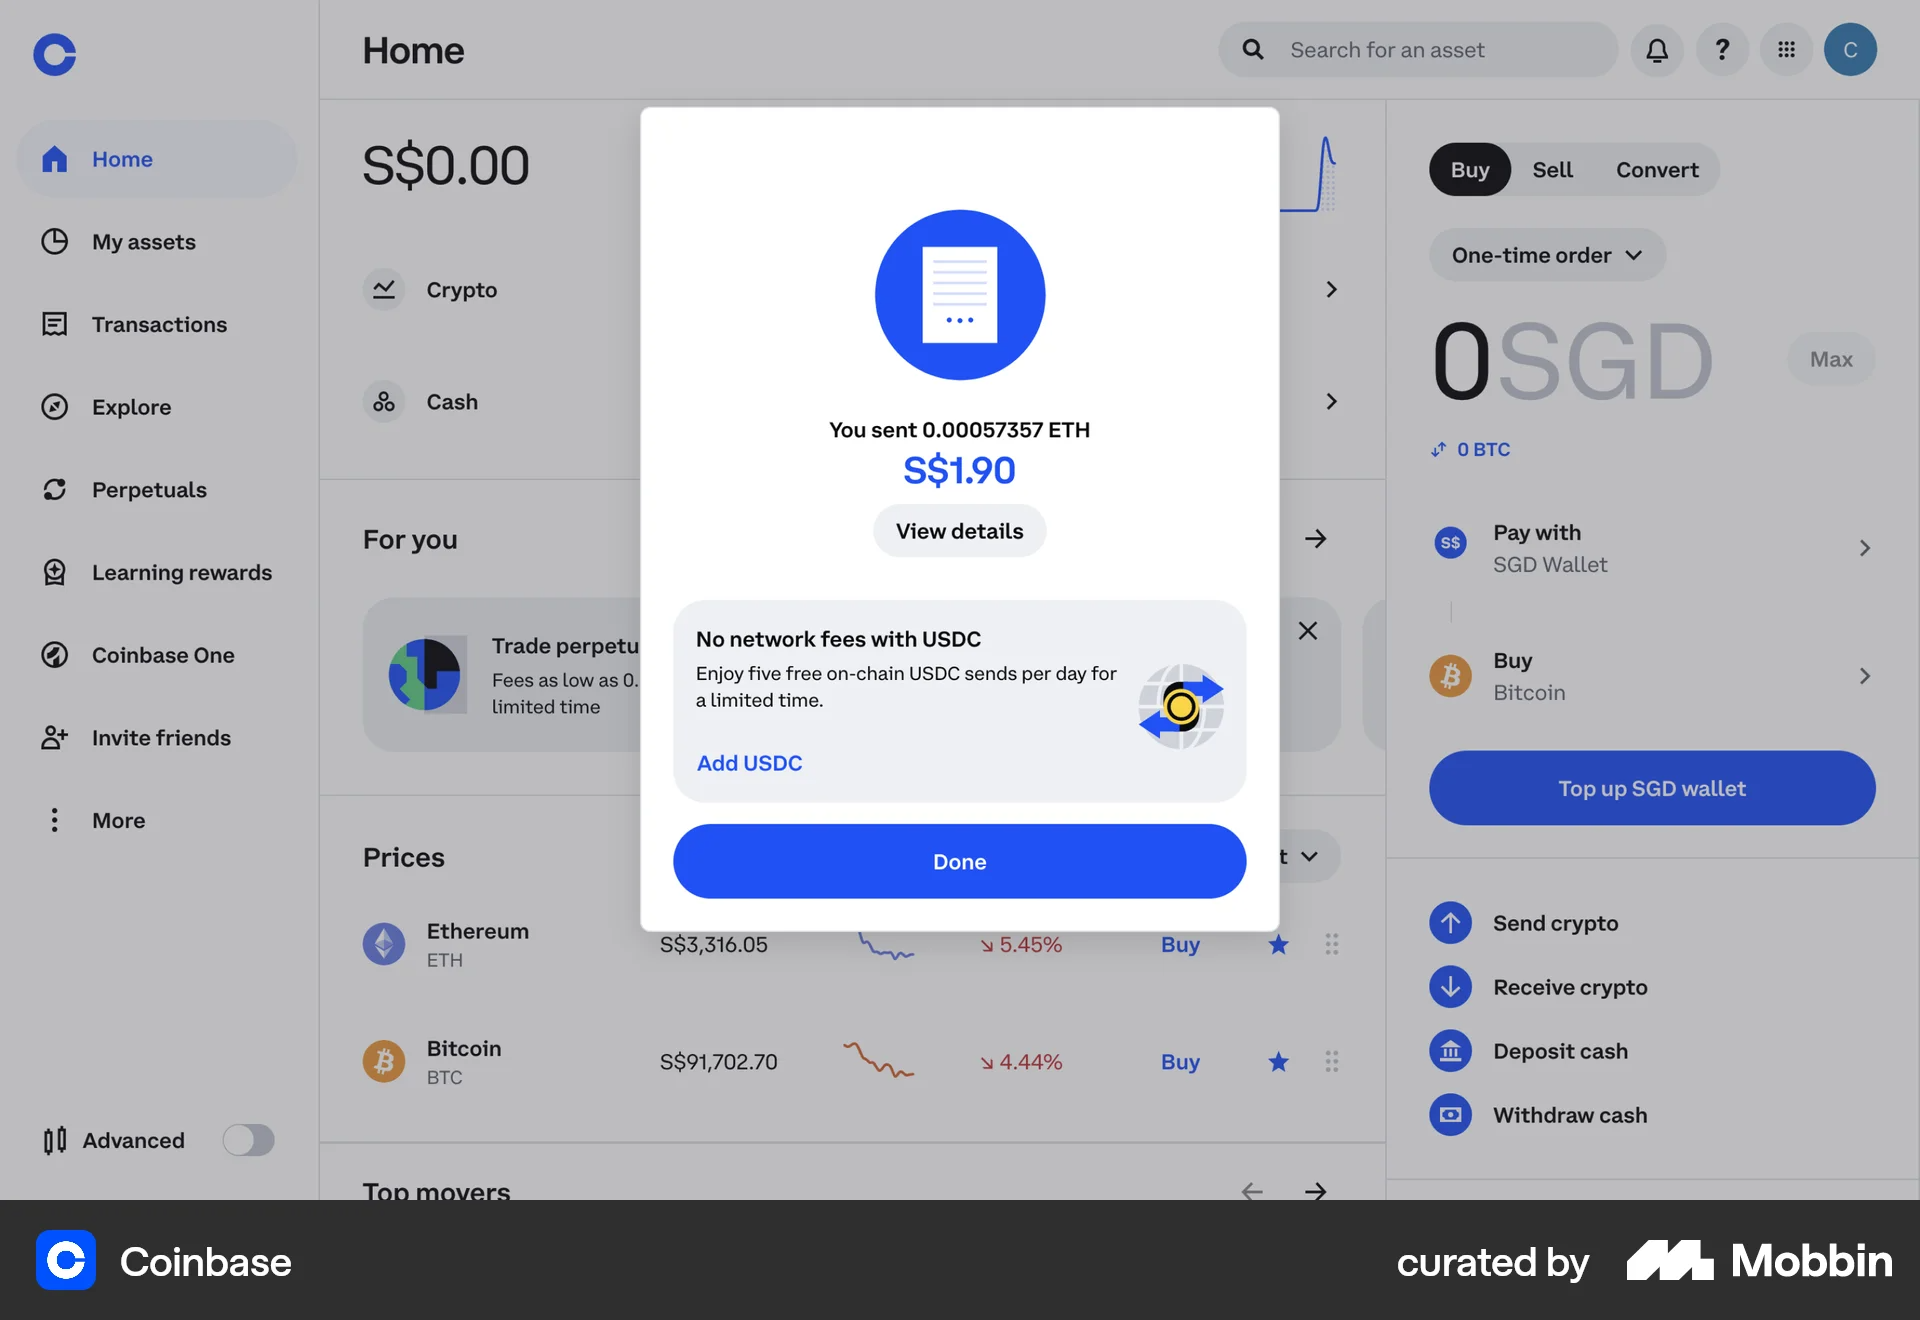 Home
Search for an asset
C
Home
My assets
Transactions
Explore
Perpetuals
Learning rewards
Coinbase One
Invite friends
More
Advanced
S$0.00
Crypto
Cash
For you
Trade perpetu
Fees as low as 0.
limited time
Prices
t
Ethereum
ETH
S$3,316.05
5.45%
Buy
Bitcoin
BTC
S$91,702.70
4.44%
Buy
Top movers
You sent 0.00057357 ETH
S$1.90
View details
No network fees with USDC
Enjoy five free on-chain USDC sends per day for
a limited time.
Add USDC
Done
Buy Sell Convert
One-time order
0SGD
Max
0 BTC
S$
Pay with
SGD Wallet
Buy
Bitcoin
Top up SGD wallet
Send crypto
Receive crypto
Deposit cash
Withdraw cash
Coinbase
curated by Mobbin